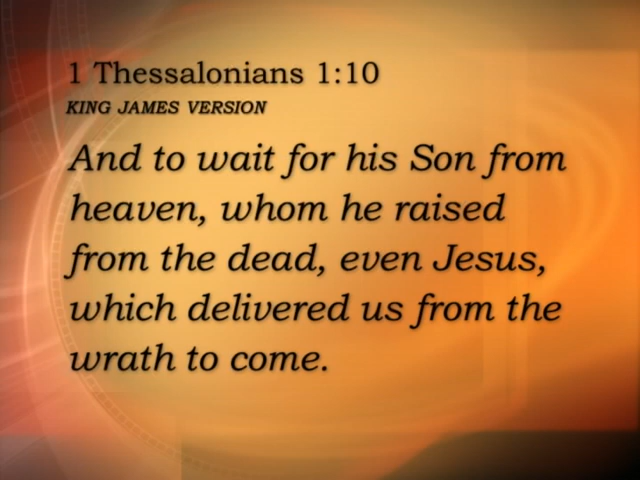 1 Thessalonians 1:10
KING JAMES VERSION
And to wait for his Son from
heaven, whom he raised
from the dead, even Jesus,
which delivered us from the
wrath to come.